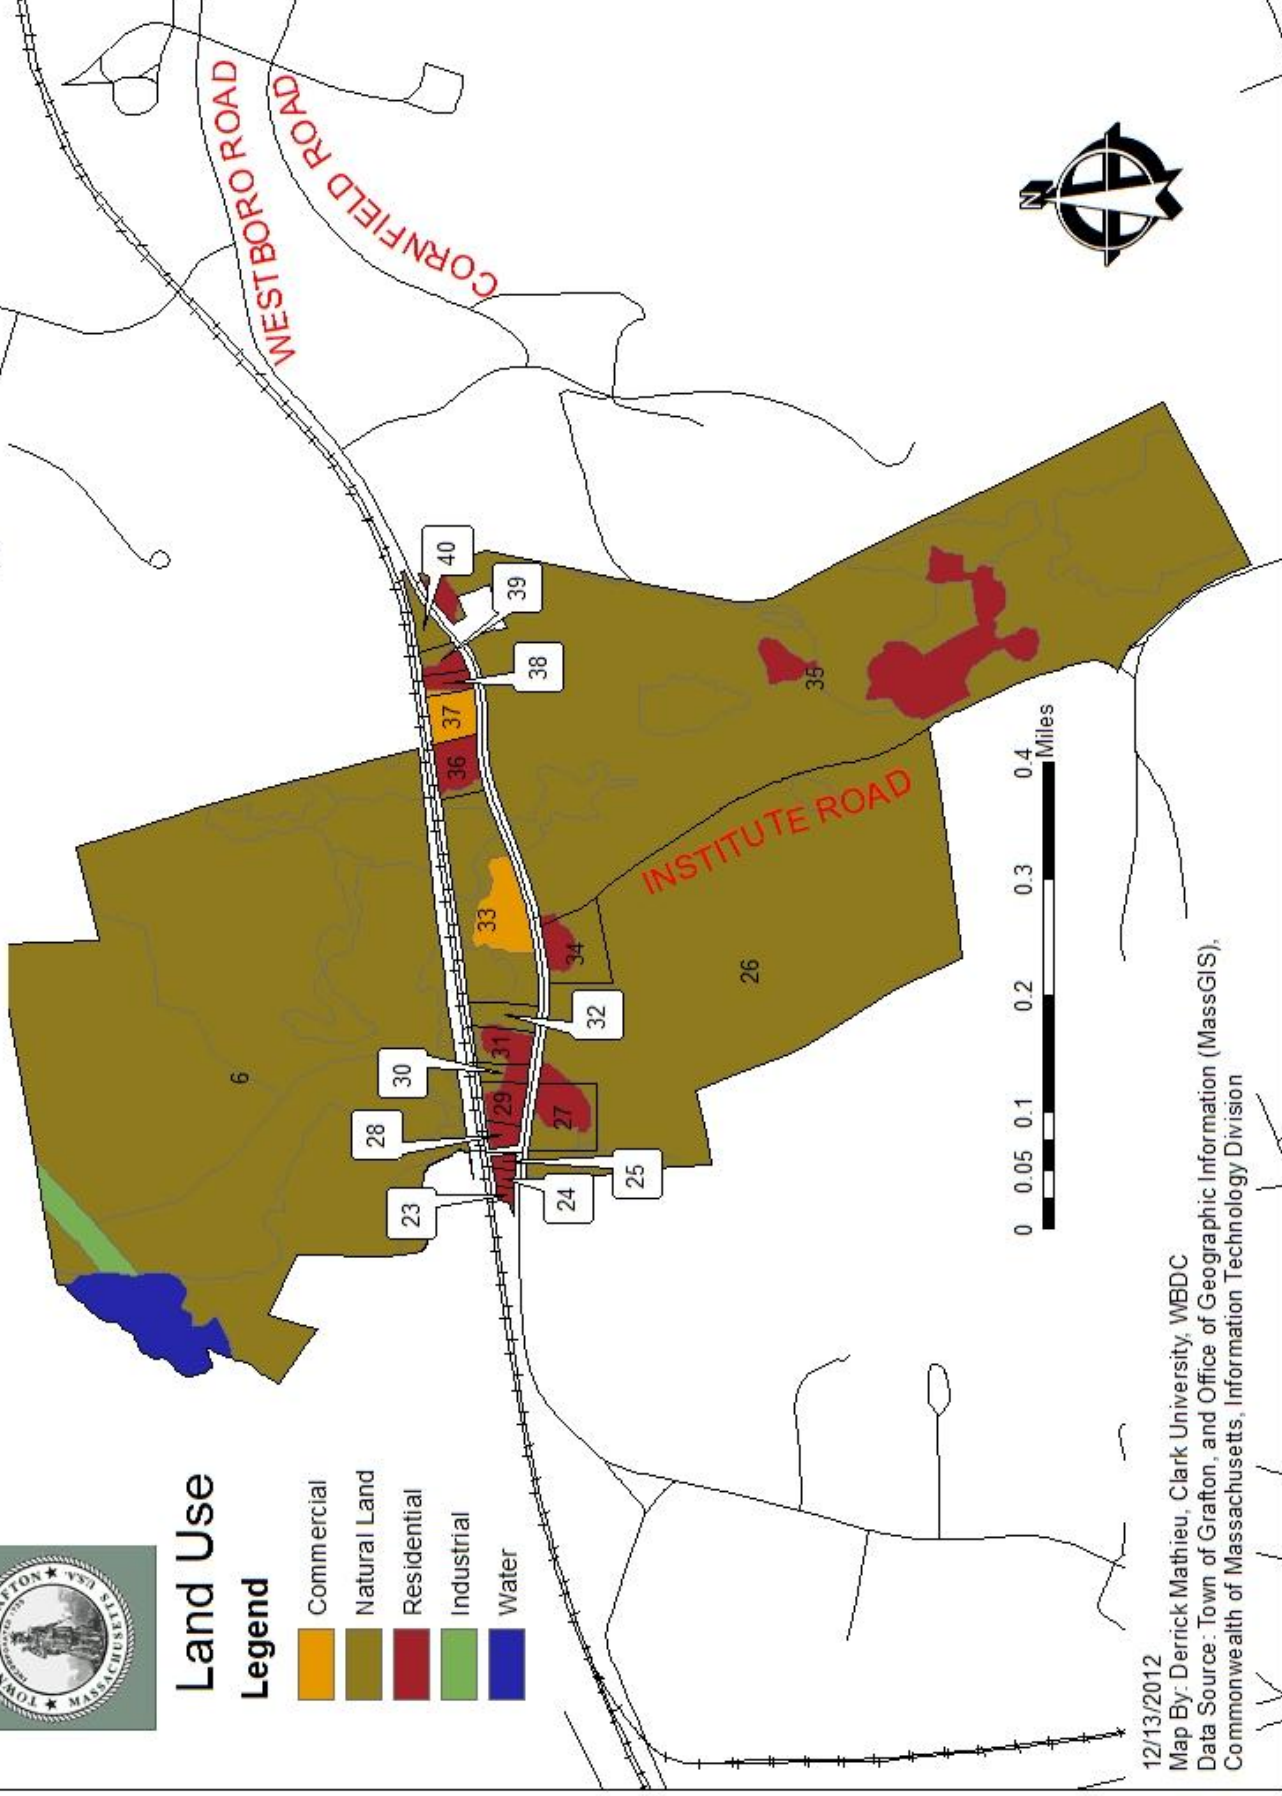 TOWN
AFTON
MASSACHUSETTS U.S.A.
Land Use
Legend
Commercial
Natural Land
Residential
Industrial
Water
WESTBORO ROAD
CORNFIELD ROAD
INSTITUTE ROAD
N
6
23
24
25
26
27
28
29
30
31
32
33
34
35
36
37
38
39
40
0 0.05 0.1 0.2 0.3 0.4
Miles
12/13/2012
Map By: Derrick Mathieu, Clark University, WBDC
Data Source: Town of Grafton, and Office of Geographic Information (MassGIS),
Commonwealth of Massachusetts, Information Technology Division